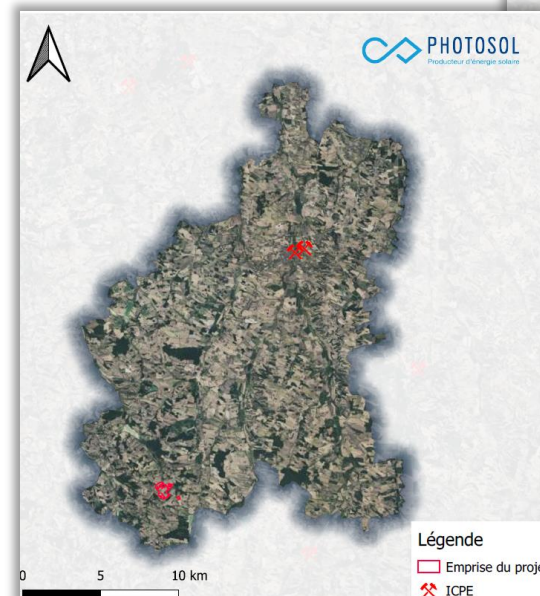 PHOTOSOL
Producteur d'énergie solaire
0 5 10 km
Légende
Emprise du proje
ICPE